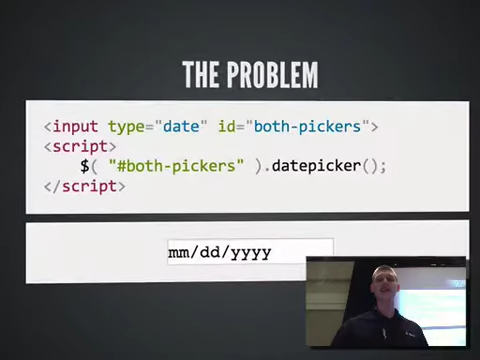 THE PROBLEM
<input type="date" id="both-pickers">
<script>
$( "#both-pickers" ).datepicker();
</script>
mm/dd/yyyy